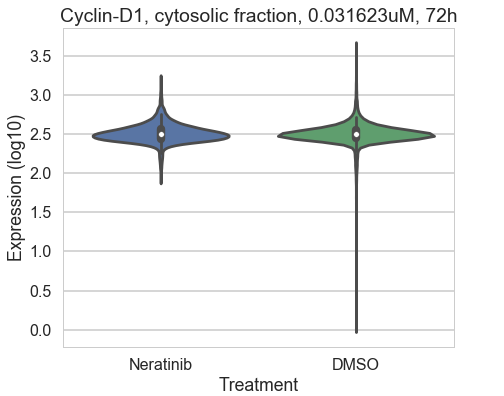 Cyclin-D1, cytosolic fraction, 0.031623uM, 72h
Expression (log10)
3.5
3.0
2.5
2.0
1.5
1.0
0.5
0.0
Neratinib DMSO
Treatment